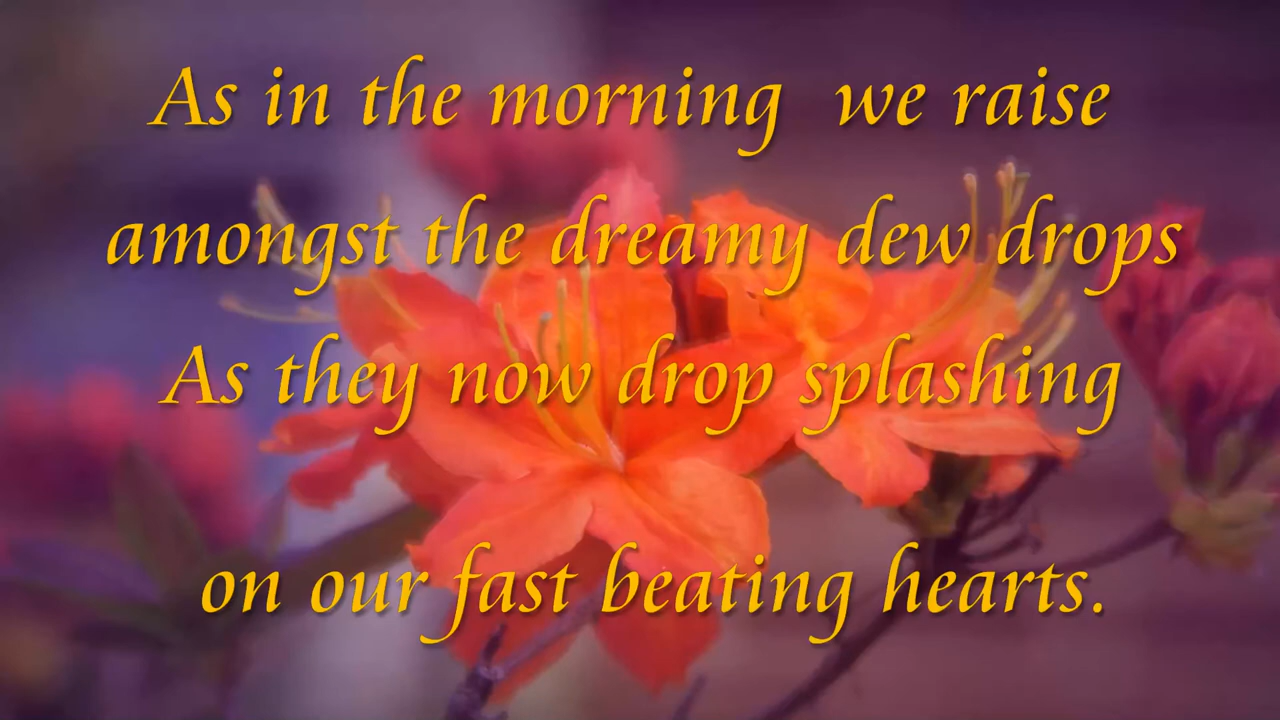 As in the morning  we raise
amongst the dreamy dew drops
As they now drop splashing
on our fast beating hearts.